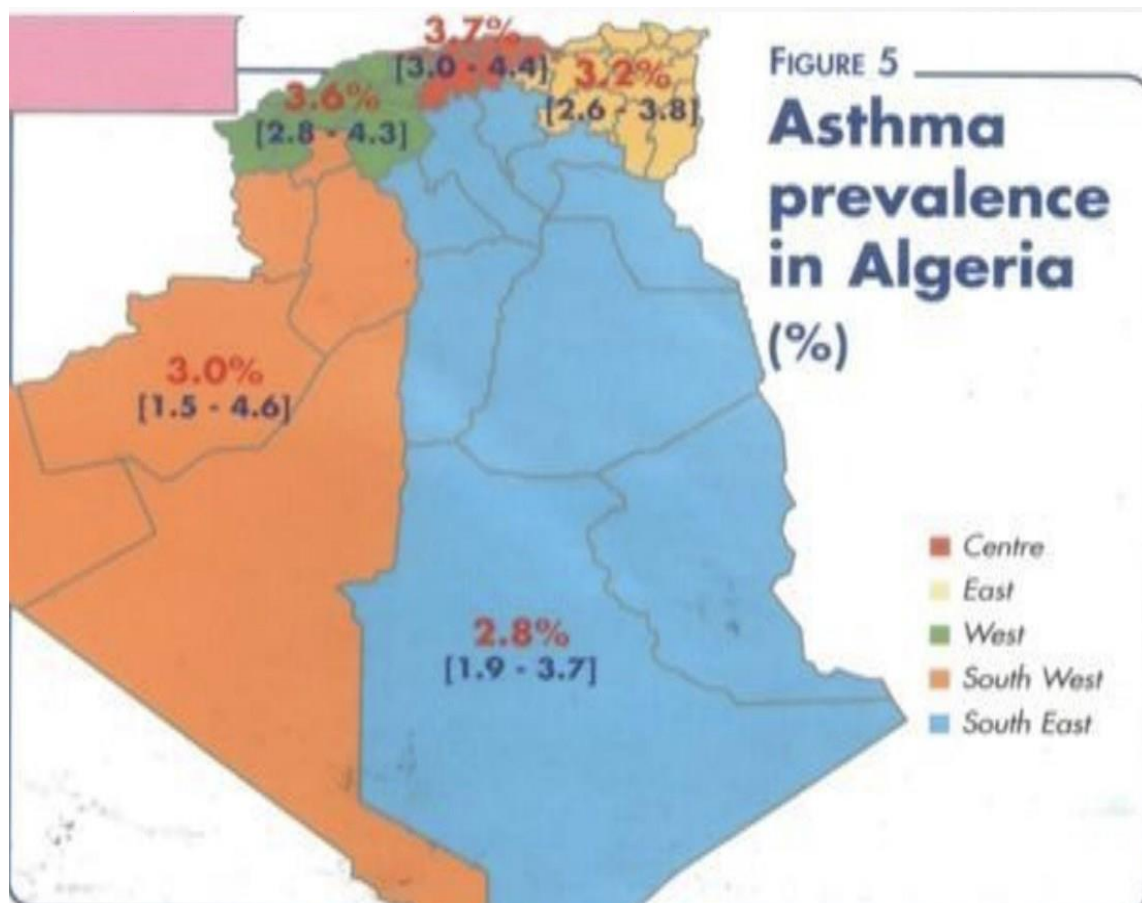 3.7%
[3.0 - 4.4]
3.6%
[2.8 - 4.3]
3.2%
[2.6 - 3.8]
FIGURE 5
Asthma
prevalence
in Algeria
(%)
3.0%
[1.5 - 4.6]
2.8%
[1.9 - 3.7]
Centre
East
West
South West
South East